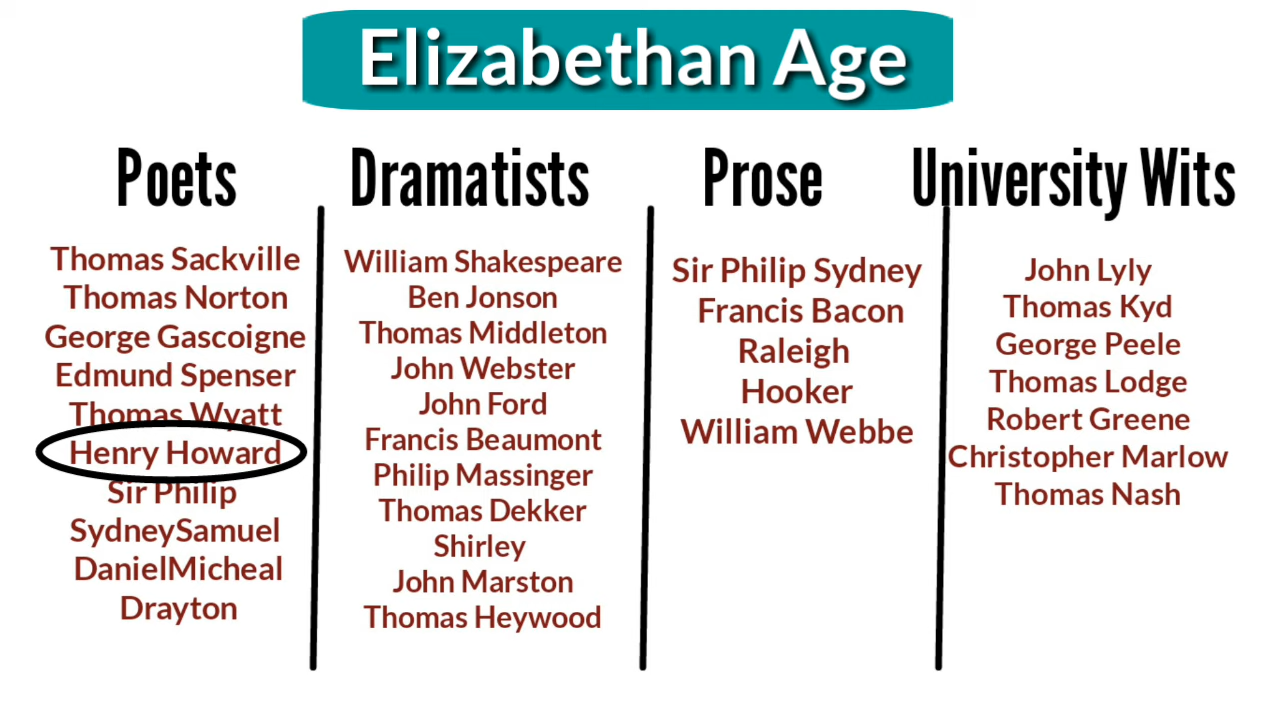 Elizabethan Age
Poets
Thomas Sackville
Thomas Norton
George Gascoigne
Edmund Spenser
Thomas Wyatt
Henry Howard
Sir Philip
SydneySamuel
DanielMicheal
Drayton
Dramatists
William Shakespeare
Ben Jonson
Thomas Middleton
John Webster
John Ford
Francis Beaumont
Philip Massinger
Thomas Dekker
Shirley
John Marston
Thomas Heywood
Prose
Sir Philip Sydney
Francis Bacon
Raleigh
Hooker
William Webbe
University Wits
John Lyly
Thomas Kyd
George Peele
Thomas Lodge
Robert Greene
Christopher Marlow
Thomas Nash